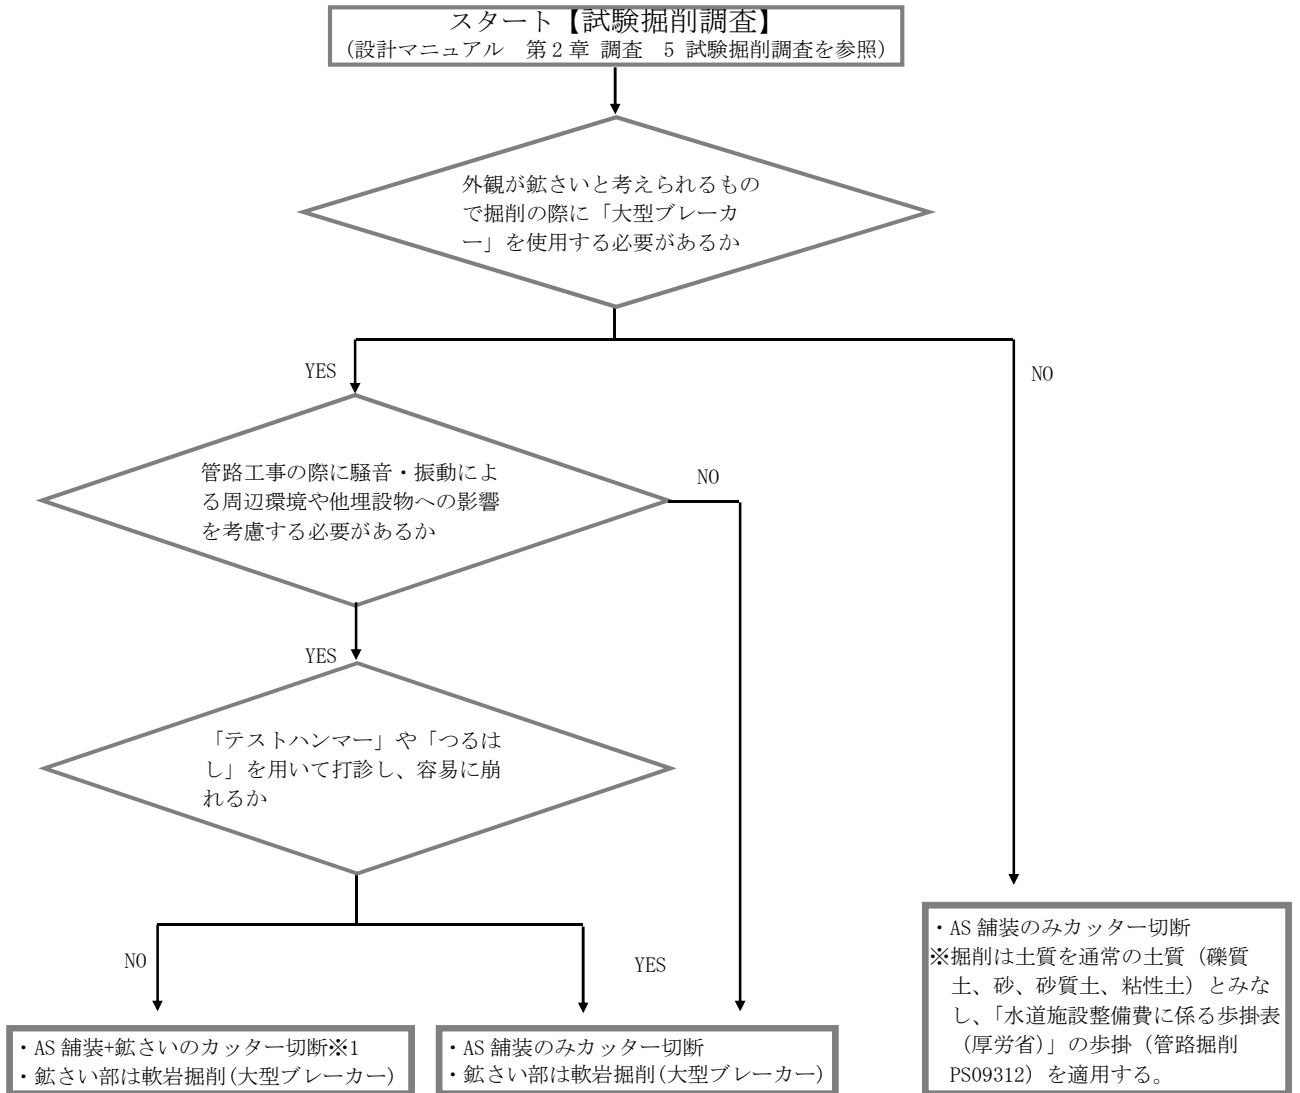 スタート【試験掘削調査】
(設計マニュアル　第2章 調査　5 試験掘削調査を参照)
外観が鉱さいと考えられるもの
で掘削の際に「大型ブレーカ
ー」を使用する必要があるか
YES
NO
管路工事の際に騒音・振動によ
る周辺環境や他埋設物への影響
を考慮する必要があるか
NO
YES
「テストハンマー」や「つるは
し」を用いて打診し、容易に崩
れるか
NO
YES
・AS 舗装+鉱さいのカッター切断※1
・鉱さい部は軟岩掘削(大型ブレーカー)
・AS 舗装のみカッター切断
・鉱さい部は軟岩掘削(大型ブレーカー)
・AS 舗装のみカッター切断
※掘削は土質を通常の土質（礫質
土、砂、砂質土、粘性土）とみな
し、「水道施設整備費に係る歩掛表
（厚労省）」の歩掛（管路掘削
PS09312）を適用する。